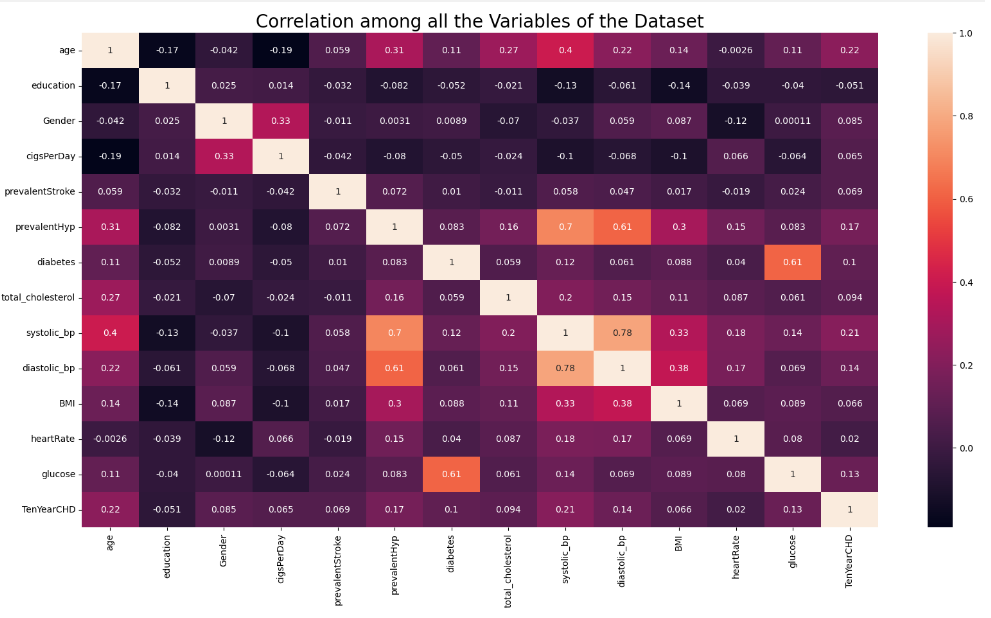 Correlation among all the Variables of the Dataset
age 1 -0.17 -0.042 -0.19 0.059 0.31 0.11 0.27 0.4 0.22 0.14 -0.0026 0.11 0.22
education -0.17 1 0.025 0.014 -0.032 -0.082 -0.052 -0.021 -0.13 -0.061 -0.14 -0.039 -0.04 -0.051
Gender -0.042 0.025 1 0.33 -0.011 0.0031 0.0089 -0.07 -0.037 0.059 0.087 -0.12 0.00011 0.085
cigsPerDay -0.19 0.014 0.33 1 -0.042 -0.08 -0.05 -0.024 -0.1 -0.068 -0.1 0.066 -0.064 0.065
prevalentStroke 0.059 -0.032 -0.011 -0.042 1 0.072 0.01 -0.011 0.058 0.047 0.017 -0.019 0.024 0.069
prevalentHyp 0.31 -0.082 0.0031 -0.08 0.072 1 0.083 0.16 0.7 0.61 0.3 0.15 0.083 0.17
diabetes 0.11 -0.052 0.0089 -0.05 0.01 0.083 1 0.059 0.12 0.061 0.088 0.04 0.61 0.1
total_cholesterol 0.27 -0.021 -0.07 -0.024 -0.011 0.16 0.059 1 0.2 0.15 0.11 0.087 0.061 0.094
systolic_bp 0.4 -0.13 -0.037 -0.1 0.058 0.7 0.12 0.2 1 0.78 0.33 0.18 0.14 0.21
diastolic_bp 0.22 -0.061 0.059 -0.068 0.047 0.61 0.061 0.15 0.78 1 0.38 0.17 0.069 0.14
BMI 0.14 -0.14 0.087 -0.1 0.017 0.3 0.088 0.11 0.33 0.38 1 0.069 0.089 0.066
heartRate -0.0026 -0.039 -0.12 0.066 -0.019 0.15 0.04 0.087 0.18 0.17 0.069 1 0.08 0.02
glucose 0.11 -0.04 0.00011 -0.064 0.024 0.083 0.61 0.061 0.14 0.069 0.089 0.08 1 0.13
TenYearCHD 0.22 -0.051 0.085 0.065 0.069 0.17 0.1 0.094 0.21 0.14 0.066 0.02 0.13 1
age education Gender cigsPerDay prevalentStroke prevalentHyp diabetes total_cholesterol systolic_bp diastolic_bp BMI heartRate glucose TenYearCHD
1.0
0.8
0.6
0.4
0.2
0.0